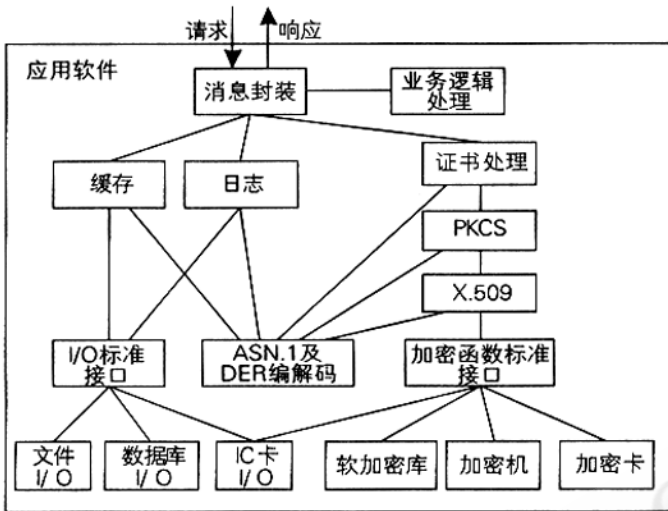 请求
响应
应用软件
消息封装
业务逻辑
处理
缓存
日志
证书处理
PKCS
X.509
I/O标准
接口
ASN.1及
DER编解码
加密函数标准
接口
文件
I/O
数据库
I/O
IC卡
I/O
软加密库
加密机
加密卡